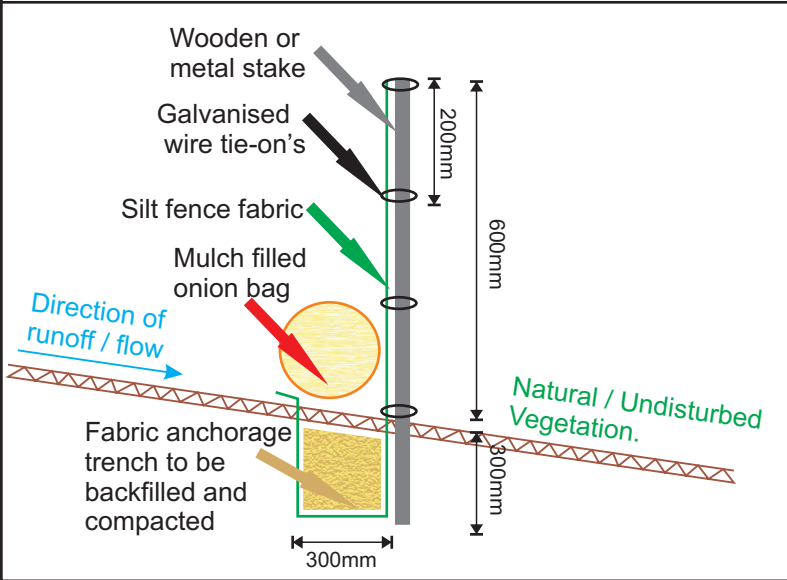 Wooden or
metal stake
Galvanised
wire tie-on's
Silt fence fabric
Mulch filled
onion bag
Direction of
runoff / flow
200mm
600mm
Natural / Undisturbed
Vegetation.
Fabric anchorage
trench to be
backfilled and
compacted
300mm
300mm